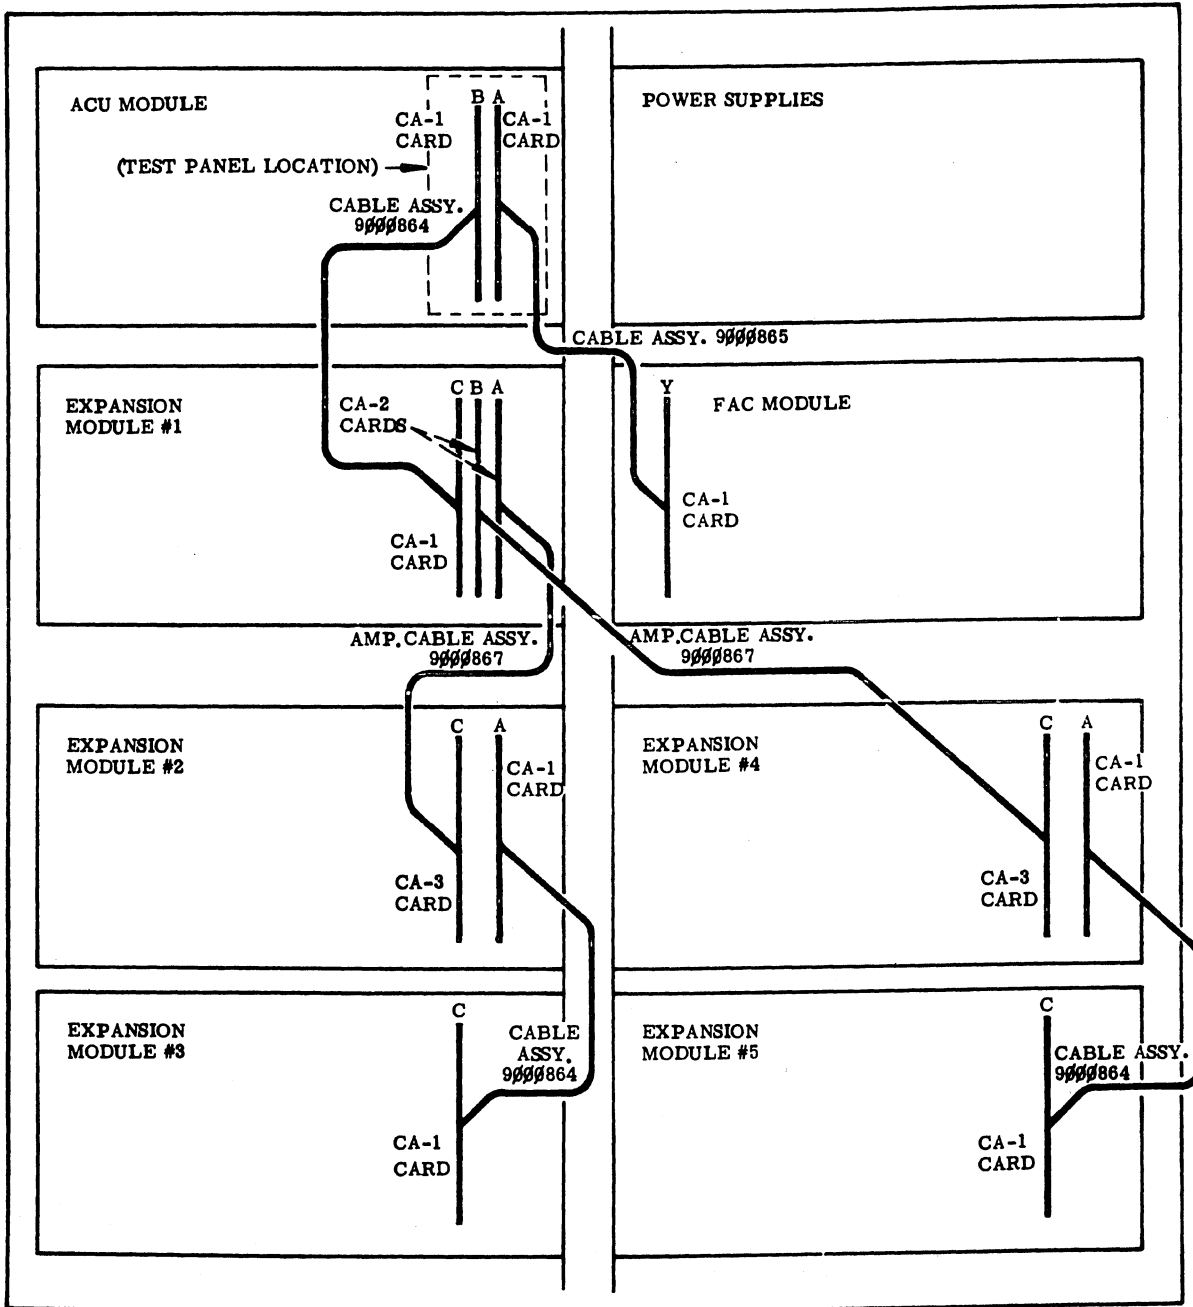 ACU MODULE
B A
CA-1
CARD
CA-1
CARD
(TEST PANEL LOCATION)
CABLE ASSY.
9ØØØ864
POWER SUPPLIES
CABLE ASSY. 9ØØØ865
EXPANSION
MODULE #1
CA-2
CARDS
C B A
CA-1
CARD
Y
FAC MODULE
CA-1
CARD
AMP.CABLE ASSY.
9ØØØ867
AMP.CABLE ASSY.
9ØØØ867
EXPANSION
MODULE #2
C A
CA-1
CARD
CA-3
CARD
EXPANSION
MODULE #4
C A
CA-1
CARD
CA-3
CARD
EXPANSION
MODULE #3
C
CABLE
ASSY.
9ØØØ864
CA-1
CARD
EXPANSION
MODULE #5
C
CABLE ASSY.
9ØØØ864
CA-1
CARD